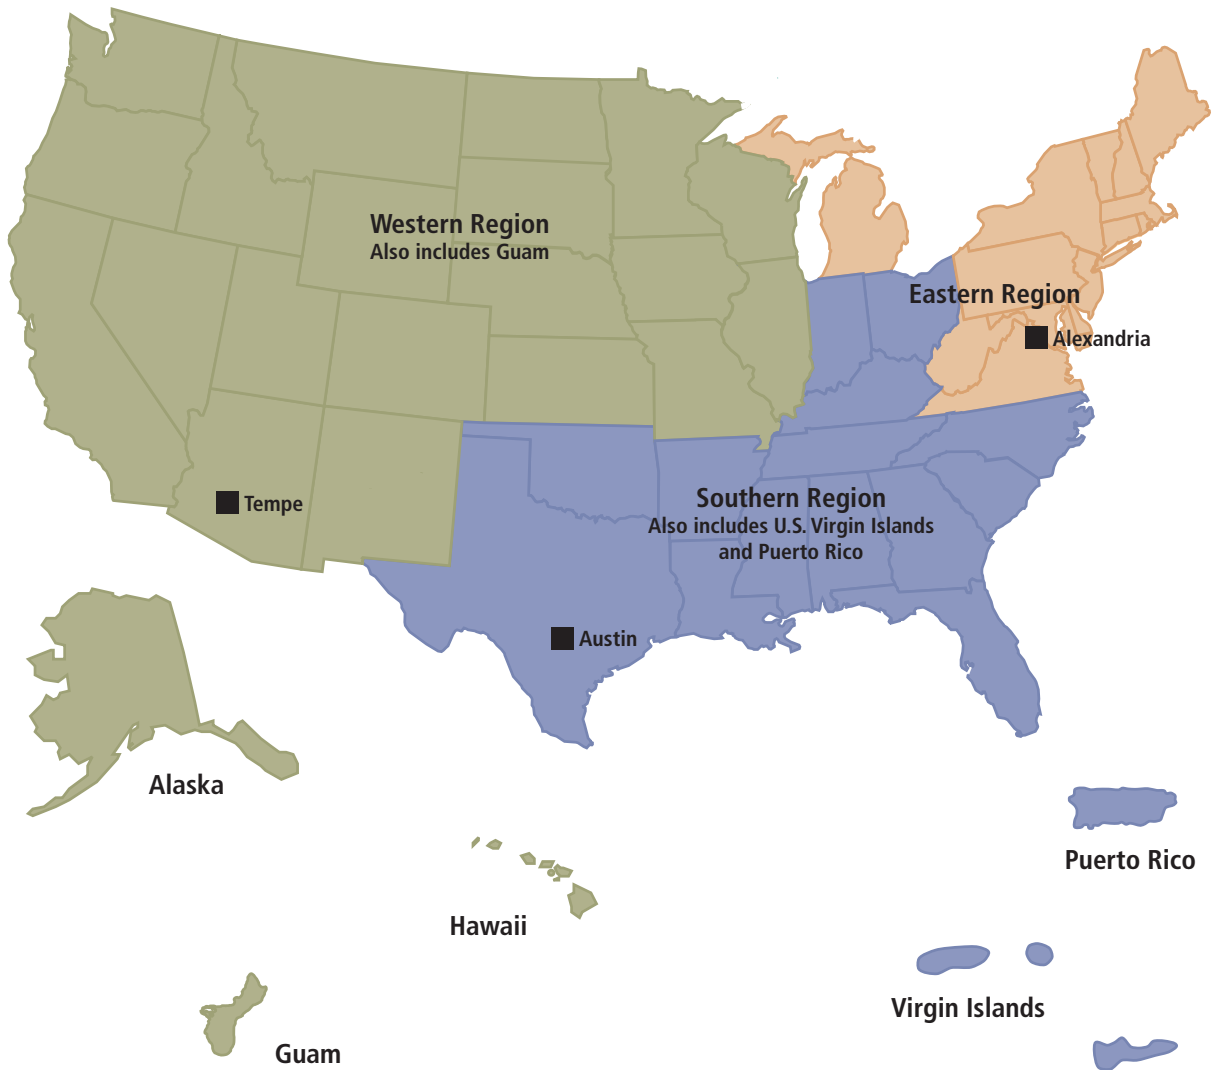 Western Region
Also includes Guam
Eastern Region
Alexandria
Southern Region
Also includes U.S. Virgin Islands
and Puerto Rico
Tempe
Austin
Alaska
Puerto Rico
Hawaii
Virgin Islands
Guam